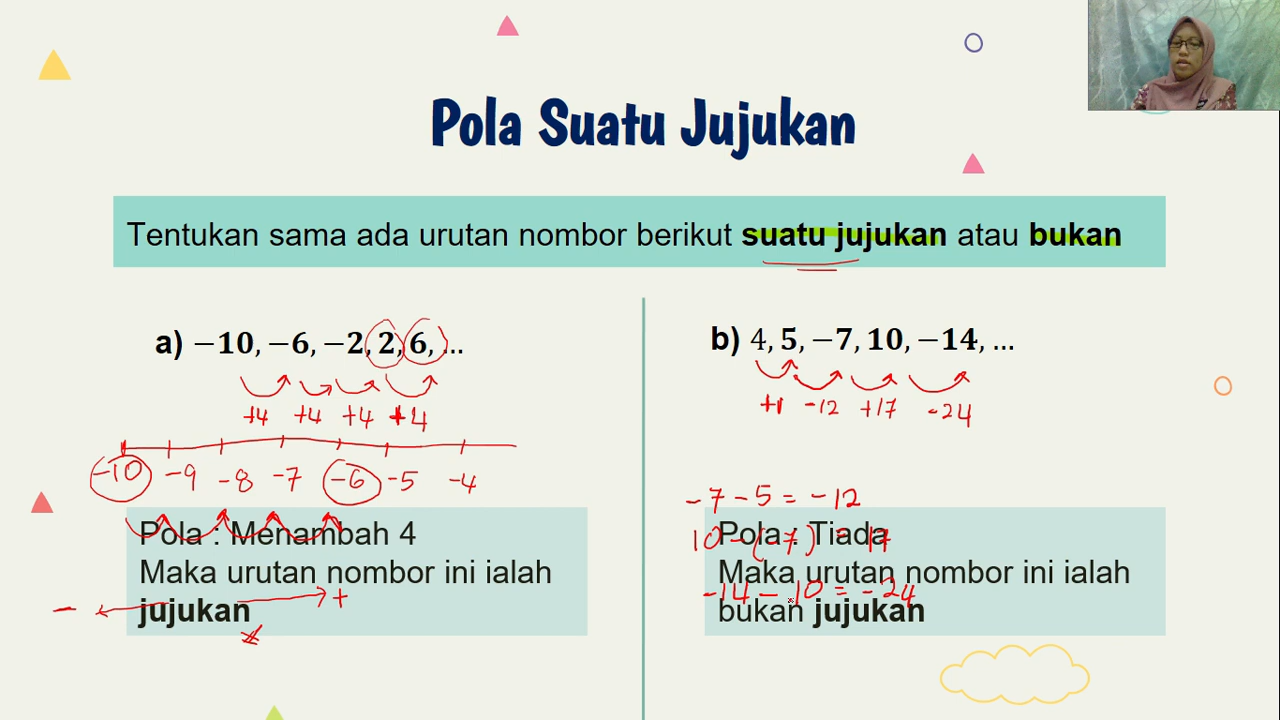 Pola Suatu Jujukan
Tentukan sama ada urutan nombor berikut suatu jujukan atau bukan
a) −10, −6, −2, 2, 6, ...
+4 +4 +4 +4
-10 -9 -8 -7 -6 -5 -4
Pola : Menambah 4
Maka urutan nombor ini ialah
jujukan
- +
b) 4, 5, −7, 10, −14, ...
+1 -12 +17 -24
-7 - 5 = -12
Pola : Tiada
10 - (-7) = 17
Maka urutan nombor ini ialah
-14 - 10 = -24
bukan jujukan